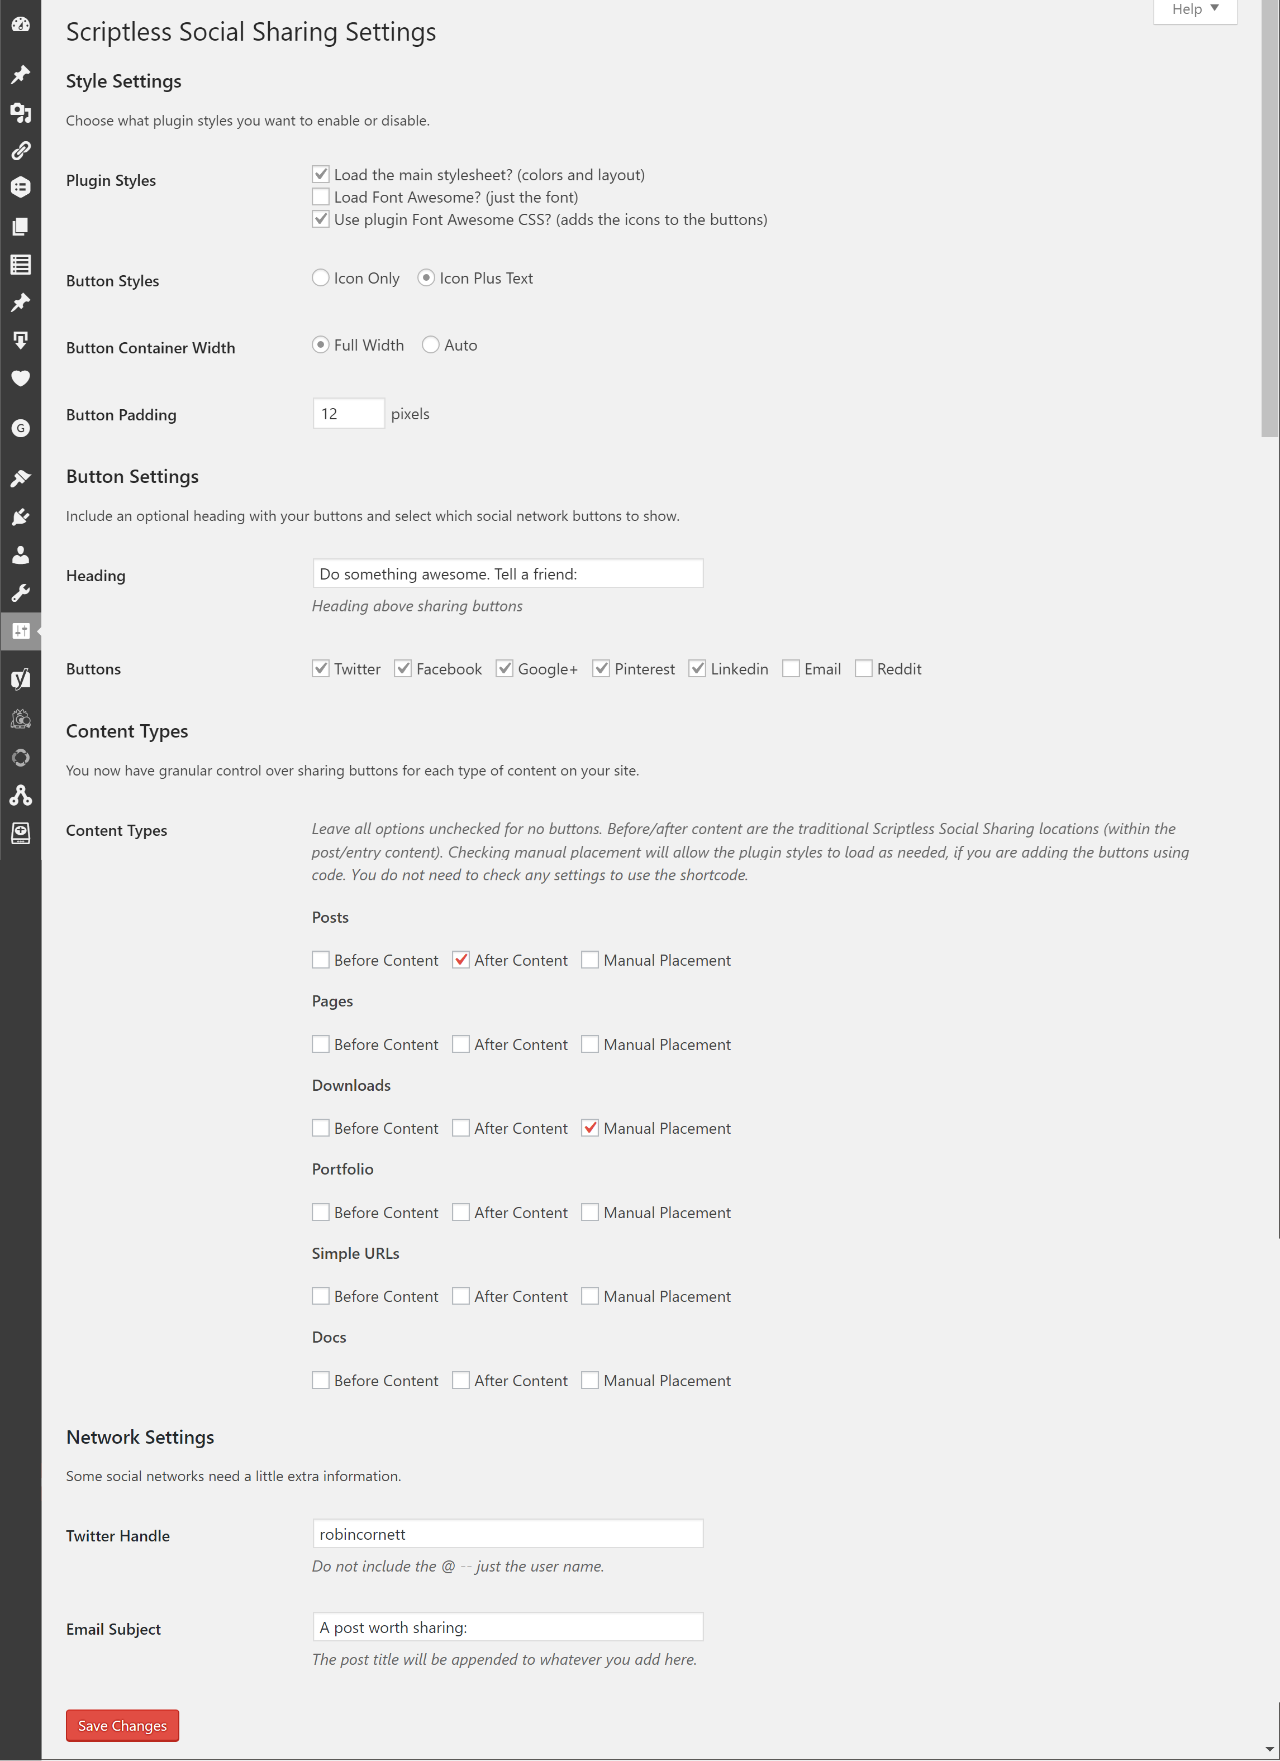 Help
Scriptless Social Sharing Settings
Style Settings
Choose what plugin styles you want to enable or disable.
Plugin Styles
Load the main stylesheet? (colors and layout)
Load Font Awesome? (just the font)
Use plugin Font Awesome CSS? (adds the icons to the buttons)
Button Styles
Icon Only Icon Plus Text
Button Container Width
Full Width Auto
Button Padding
12 pixels
Button Settings
Include an optional heading with your buttons and select which social network buttons to show.
Heading
Do something awesome. Tell a friend:
Heading above sharing buttons
Buttons
Twitter Facebook Google+ Pinterest Linkedin Email Reddit
Content Types
You now have granular control over sharing buttons for each type of content on your site.
Content Types
Leave all options unchecked for no buttons. Before/after content are the traditional Scriptless Social Sharing locations (within the
post/entry content). Checking manual placement will allow the plugin styles to load as needed, if you are adding the buttons using
code. You do not need to check any settings to use the shortcode.
Posts
Before Content After Content Manual Placement
Pages
Before Content After Content Manual Placement
Downloads
Before Content After Content Manual Placement
Portfolio
Before Content After Content Manual Placement
Simple URLs
Before Content After Content Manual Placement
Docs
Before Content After Content Manual Placement
Network Settings
Some social networks need a little extra information.
Twitter Handle
robincornett
Do not include the @ -- just the user name.
Email Subject
A post worth sharing:
The post title will be appended to whatever you add here.
Save Changes